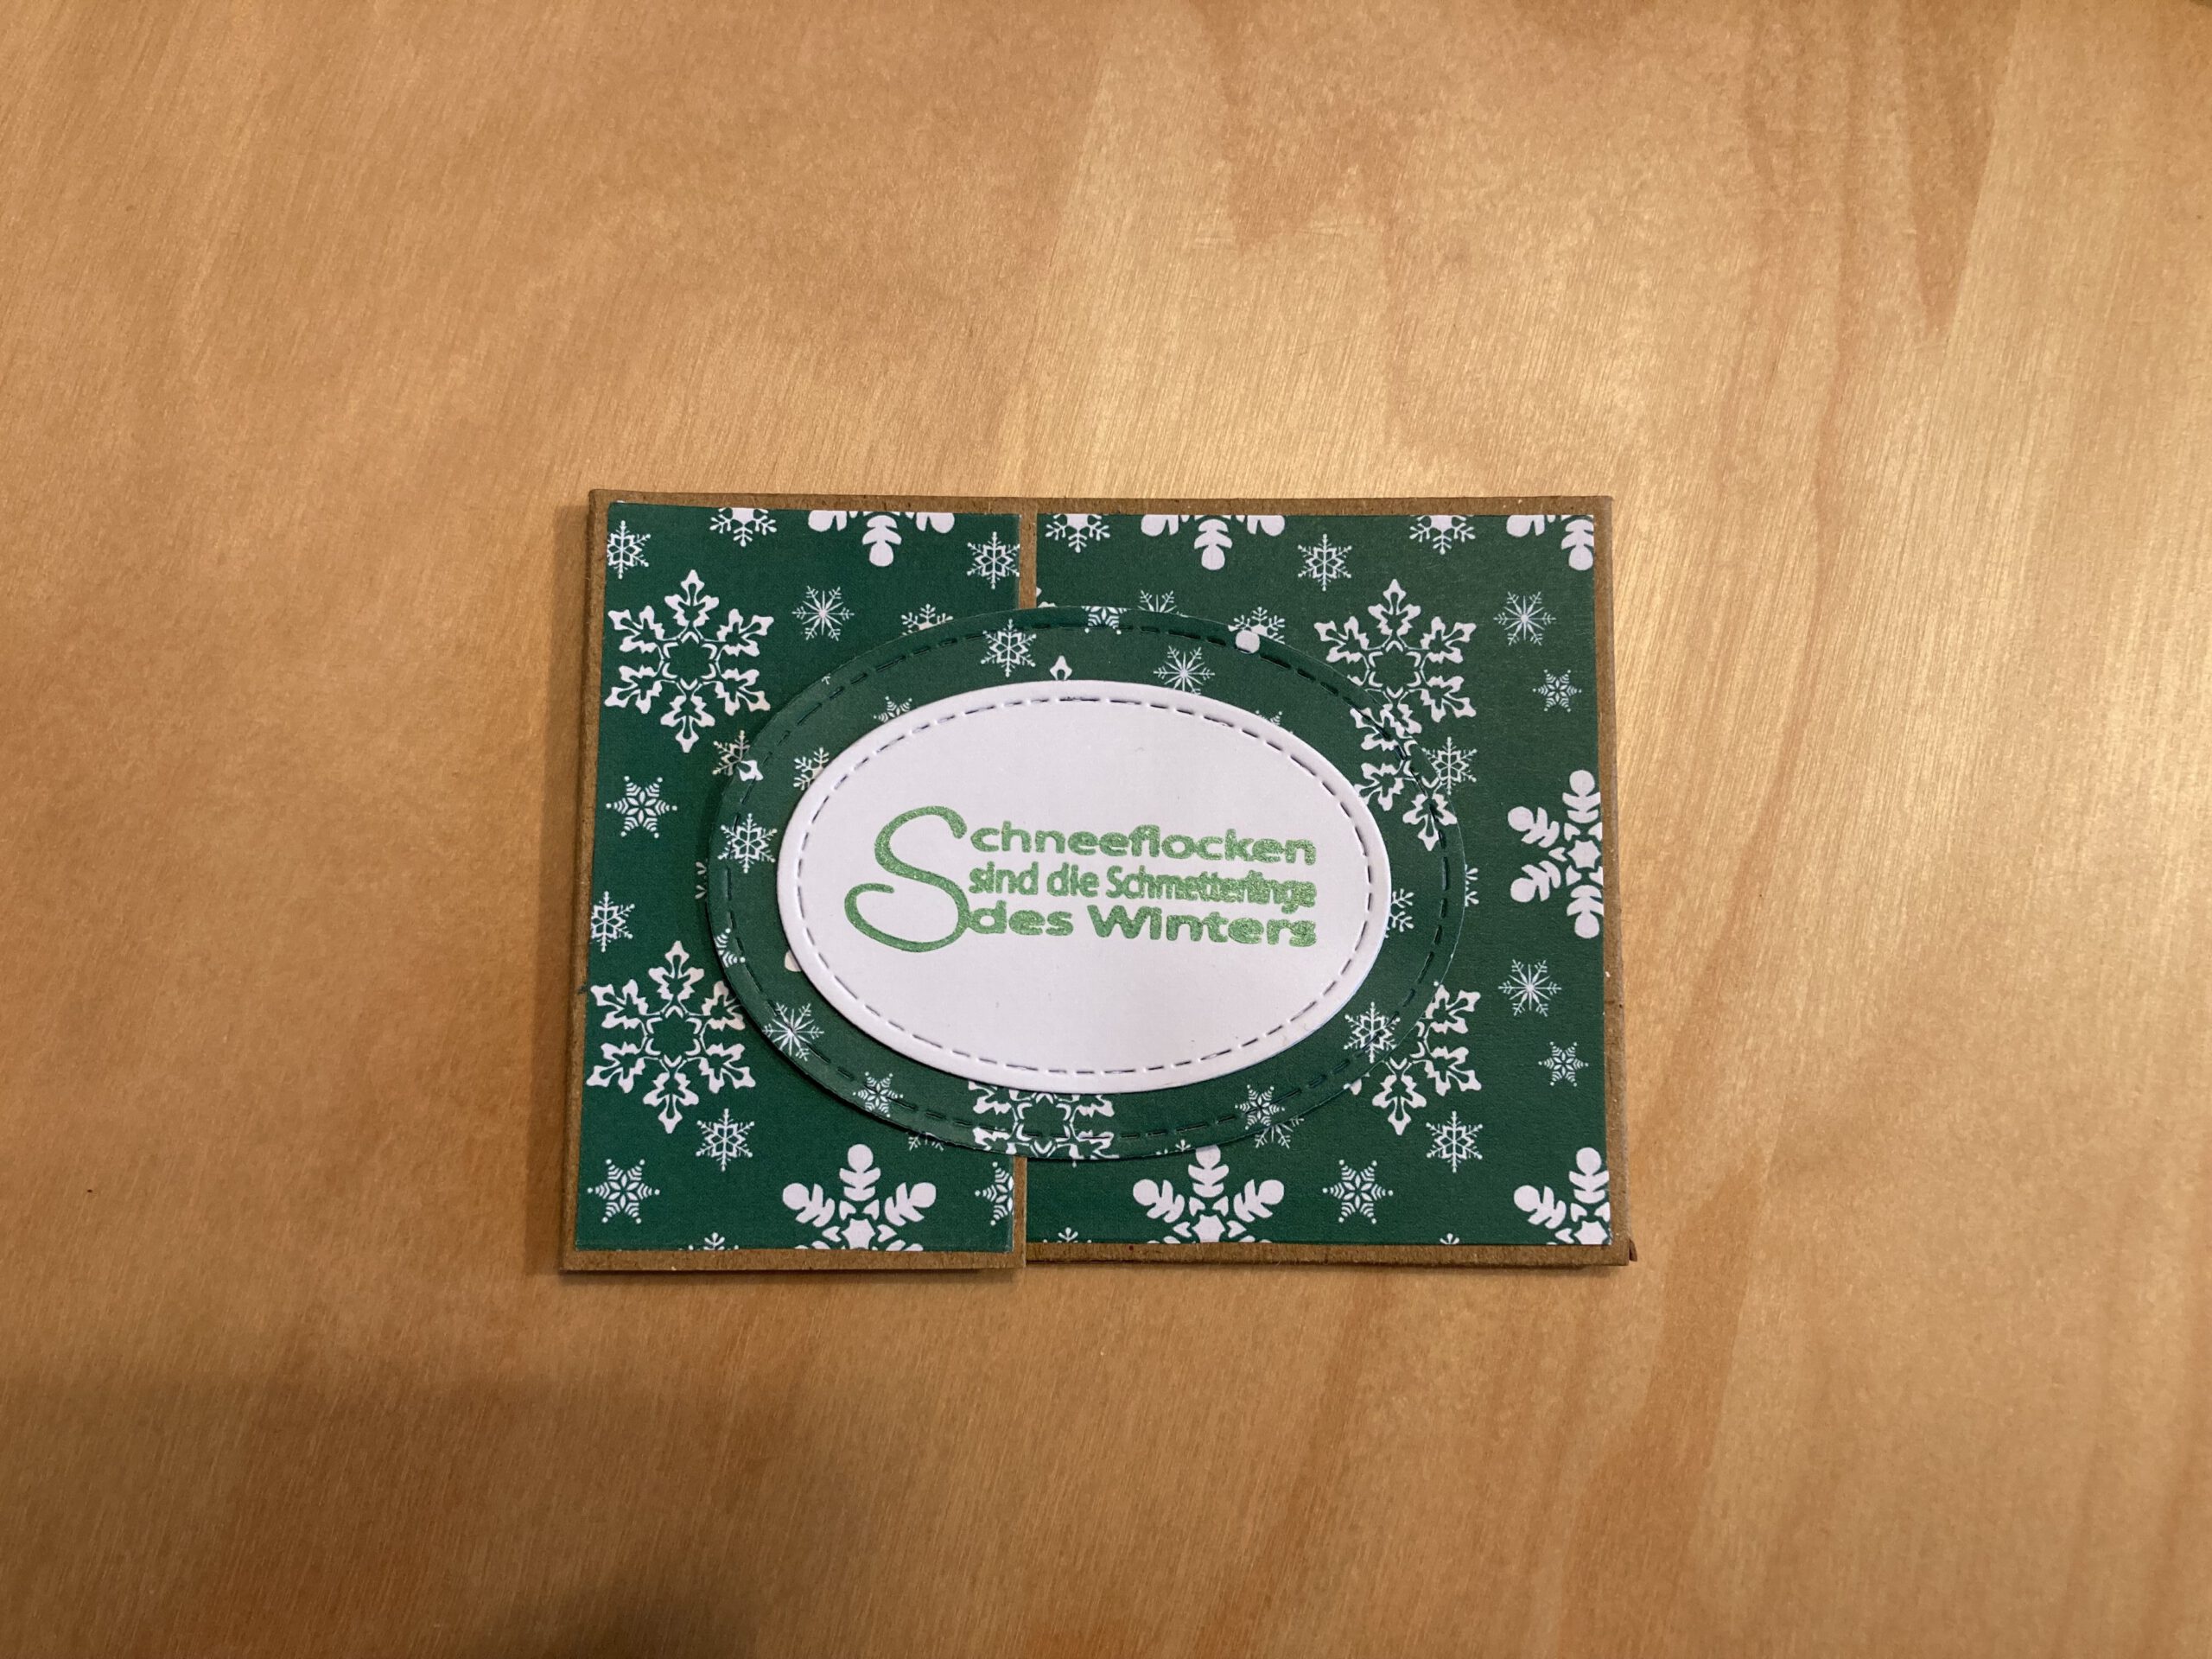 Schneeflocken
sind die Schmetterlinge
des Winters